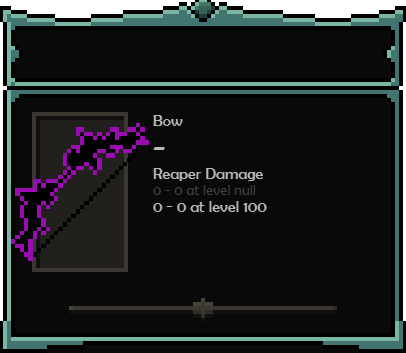 Bow
–
Reaper Damage
0 - 0 at level null
0 - 0 at level 100